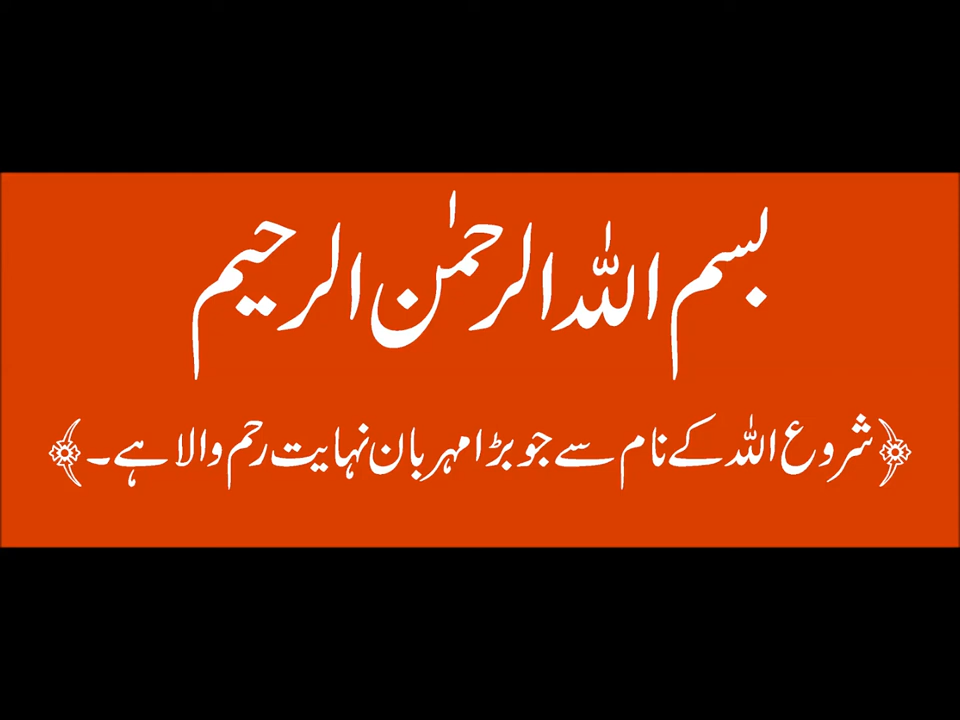 بسم اللہ الرحمٰن الرحیم
﴿شروع اللہ کے نام سے جو بڑا مہربان نہایت رحم والا ہے۔﴾